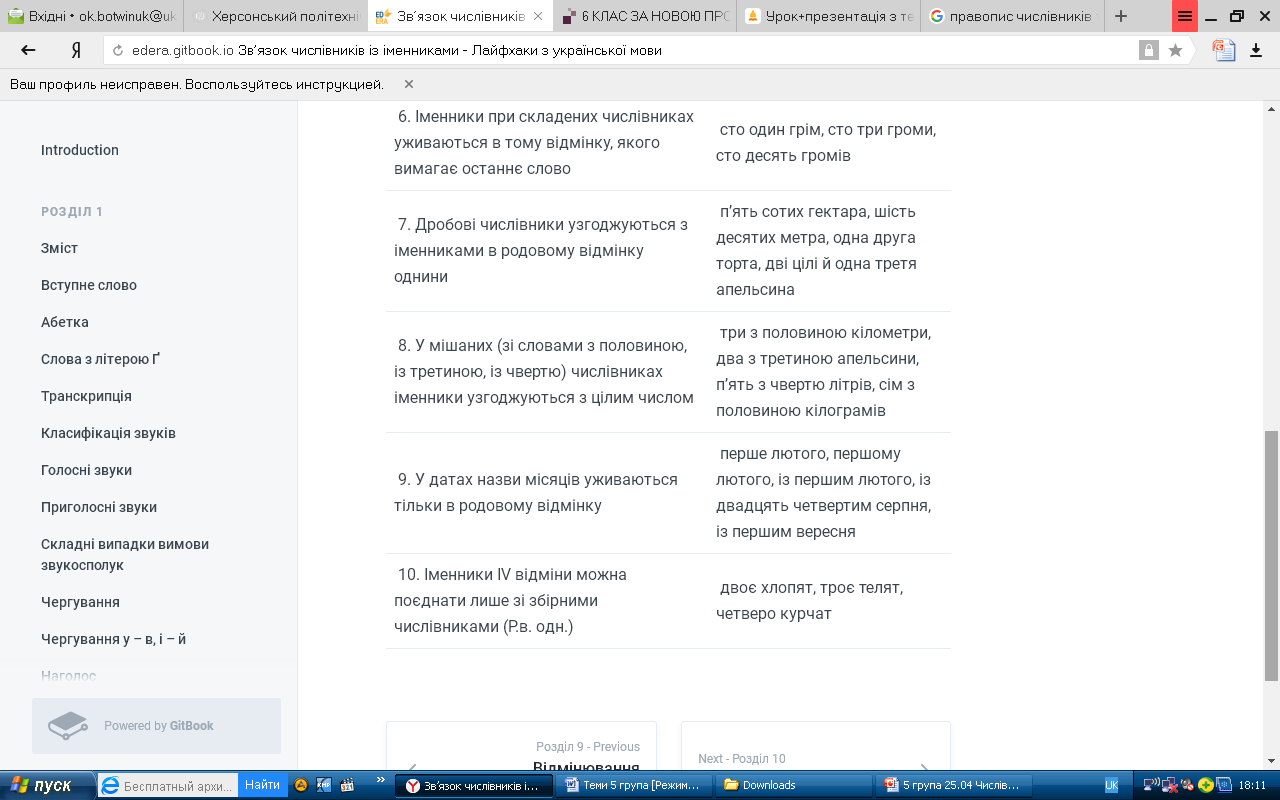 Вхідні • ok.botwinuk@uk
Херсонський політехні
Зв´язок числівників
6 КЛАС ЗА НОВОЮ ПРО
Урок+презентація з те
правопис числівників
edera.gitbook.io Зв´язок числівників із іменниками - Лайфхаки з української мови
Ваш профиль неисправен. Воспользуйтесь инструкцией.
Introduction
РОЗДІЛ 1
Зміст
Вступне слово
Абетка
Слова з літерою Ґ
Транскрипція
Класифікація звуків
Голосні звуки
Приголосні звуки
Складні випадки вимови
звукосполук
Чергування
Чергування у – в, і – й
Наголос
Powered by GitBook
6. Іменники при складених числівниках
уживаються в тому відмінку, якого
вимагає останнє слово
сто один грім, сто три громи,
сто десять громів
7. Дробові числівники узгоджуються з
іменниками в родовому відмінку
однини
п’ять сотих гектара, шість
десятих метра, одна друга
торта, дві цілі й одна третя
апельсина
8. У мішаних (зі словами з половиною,
із третиною, із чвертю) числівниках
іменники узгоджуються з цілим числом
три з половиною кілометри,
два з третиною апельсини,
п’ять з чвертю літрів, сім з
половиною кілограмів
9. У датах назви місяців уживаються
тільки в родовому відмінку
перше лютого, першому
лютого, із першим лютого, із
двадцять четвертим серпня,
із першим вересня
10. Іменники IV відміни можна
поєднати лише зі збірними
числівниками (Р.в. одн.)
двоє хлопят, троє телят,
четверо курчат
Розділ 9 - Previous
Відмінювання
Next - Розділ 10
пуск
Бесплатный архи...
Найти
Зв´язок числівників і...
Теми 5 група [Режим...
Downloads
5 група 25.04 Числів...
UK
18:11